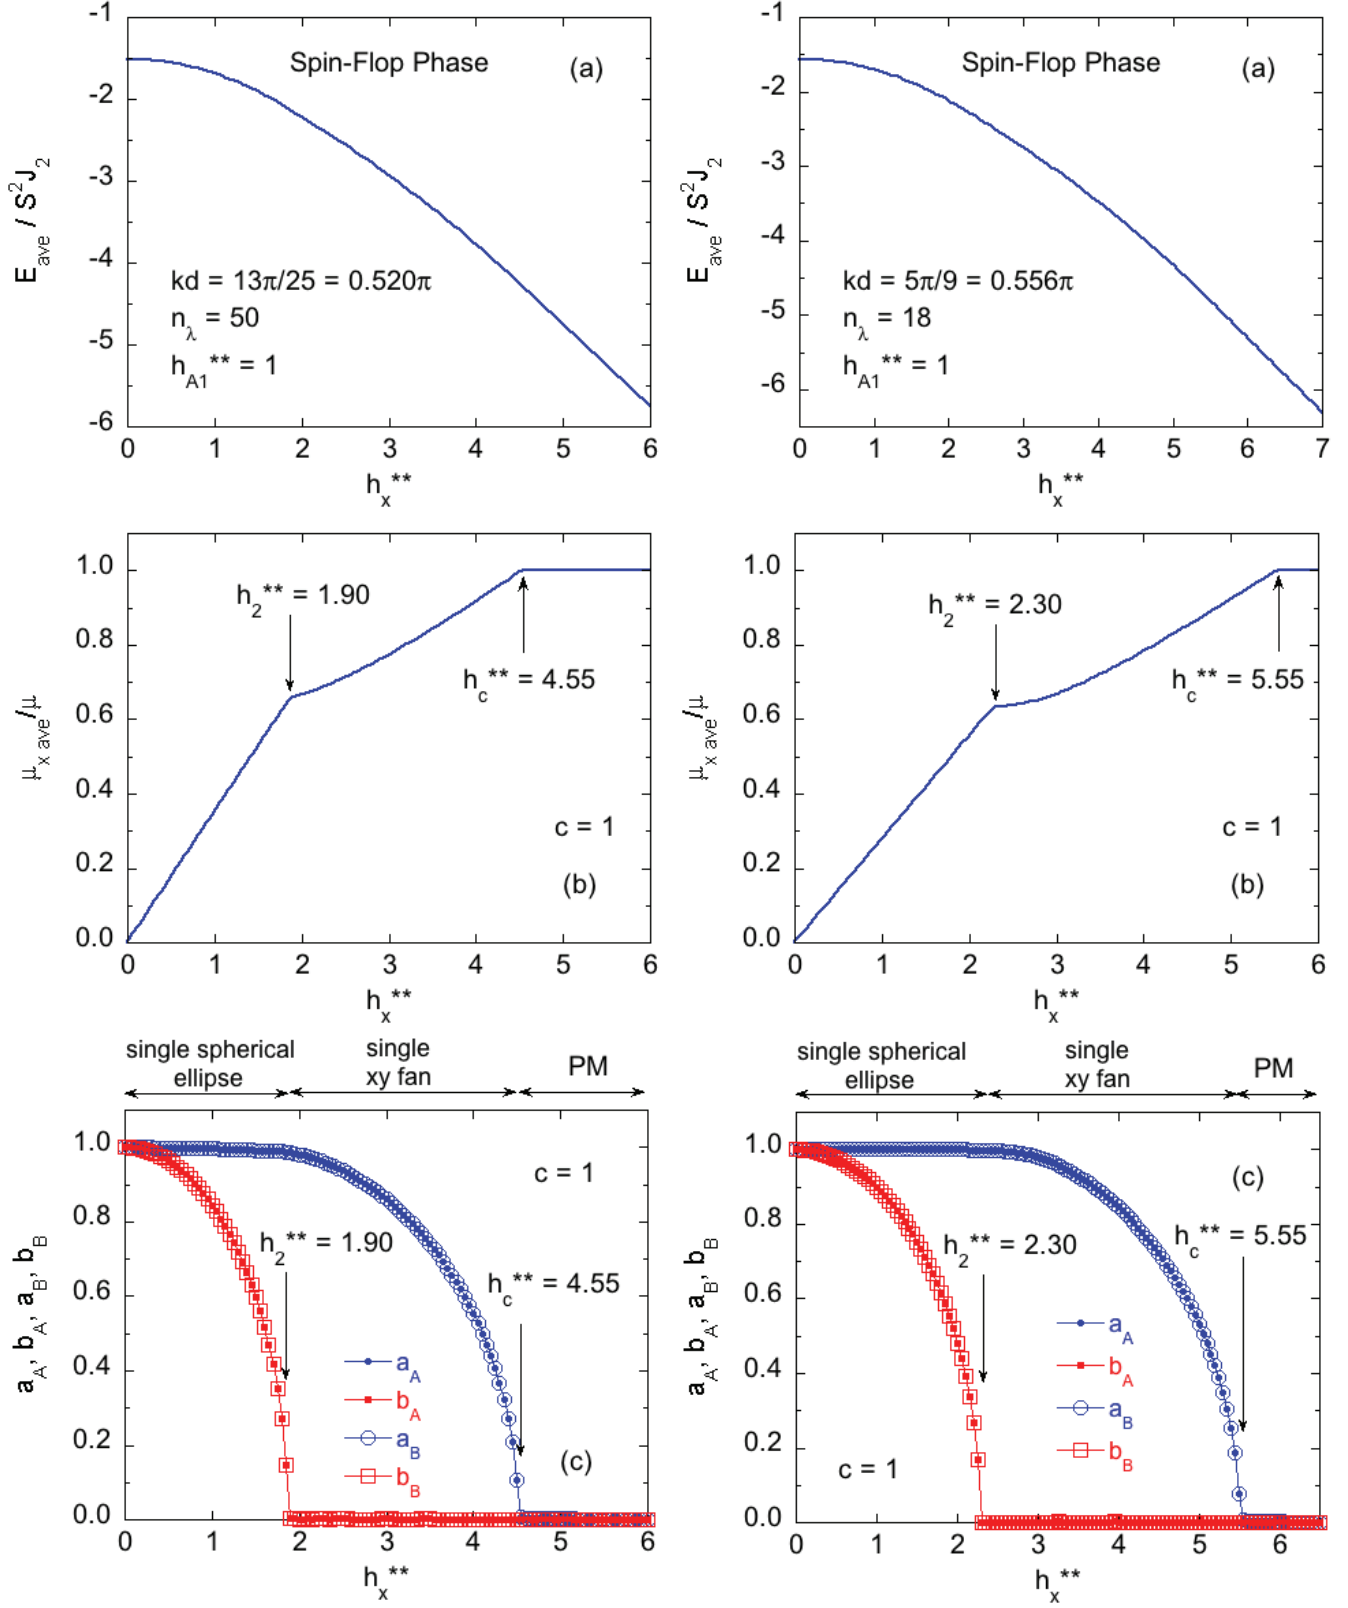 Spin-Flop Phase (a)
E_ave / S²J₂
-1
-2
-3
-4
-5
-6
kd = 13π/25 = 0.520π
n_λ = 50
h_A1** = 1
0 1 2 3 4 5 6
h_x**
Spin-Flop Phase (a)
E_ave / S²J₂
-1
-2
-3
-4
-5
-6
kd = 5π/9 = 0.556π
n_λ = 18
h_A1** = 1
0 1 2 3 4 5 6 7
h_x**
μ_x ave/μ
1.0
0.8
0.6
0.4
0.2
0.0
h₂** = 1.90
h_c** = 4.55
c = 1
(b)
0 1 2 3 4 5 6
h_x**
μ_x ave/μ
1.0
0.8
0.6
0.4
0.2
0.0
h₂** = 2.30
h_c** = 5.55
c = 1
(b)
0 1 2 3 4 5 6
h_x**
single spherical
ellipse
single
xy fan
PM
a_A, b_A, a_B, b_B
1.0
0.8
0.6
0.4
0.2
0.0
c = 1
h₂** = 1.90
h_c** = 4.55
a_A
b_A
a_B
b_B
(c)
0 1 2 3 4 5 6
h_x**
single spherical
ellipse
single
xy fan
PM
a_A, b_A, a_B, b_B
1.0
0.8
0.6
0.4
0.2
0.0
(c)
h₂** = 2.30
h_c** = 5.55
a_A
b_A
a_B
b_B
c = 1
0 1 2 3 4 5 6
h_x**